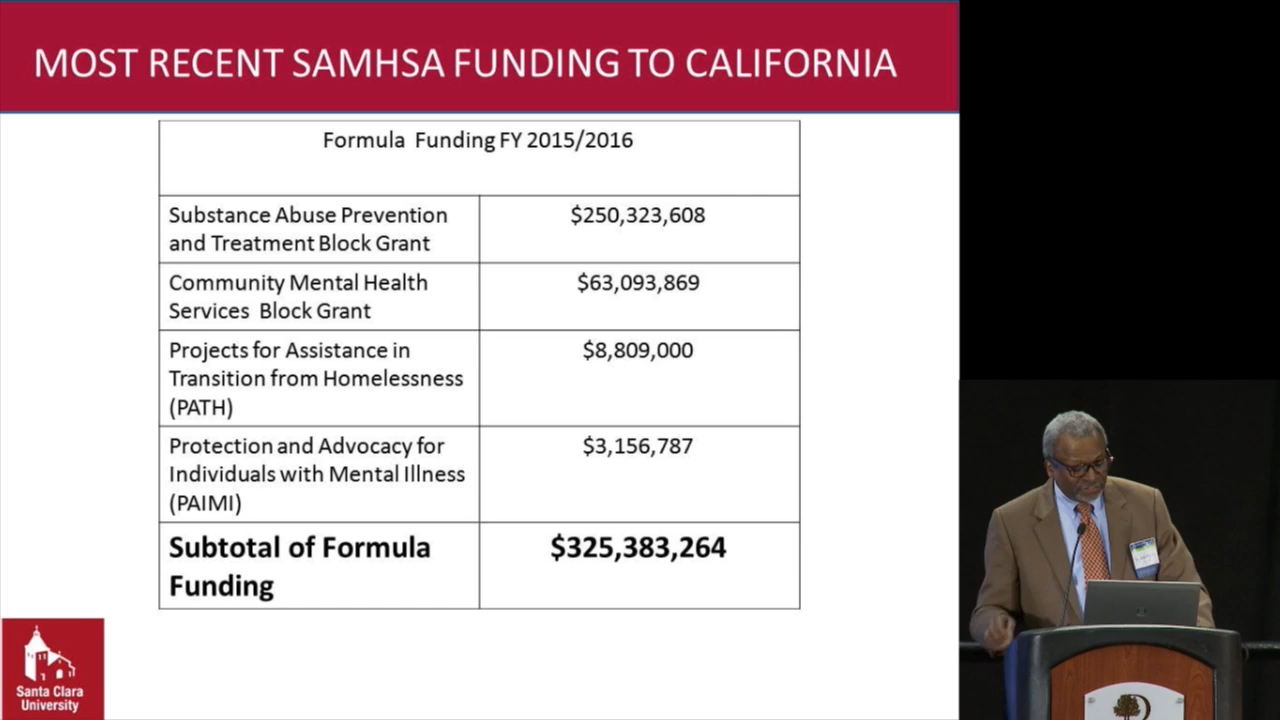 MOST RECENT SAMHSA FUNDING TO CALIFORNIA
Formula Funding FY 2015/2016
Substance Abuse Prevention
and Treatment Block Grant
$250,323,608
Community Mental Health
Services Block Grant
$63,093,869
Projects for Assistance in
Transition from Homelessness
(PATH)
$8,809,000
Protection and Advocacy for
Individuals with Mental Illness
(PAIMI)
$3,156,787
Subtotal of Formula
Funding
$325,383,264
Santa Clara
University